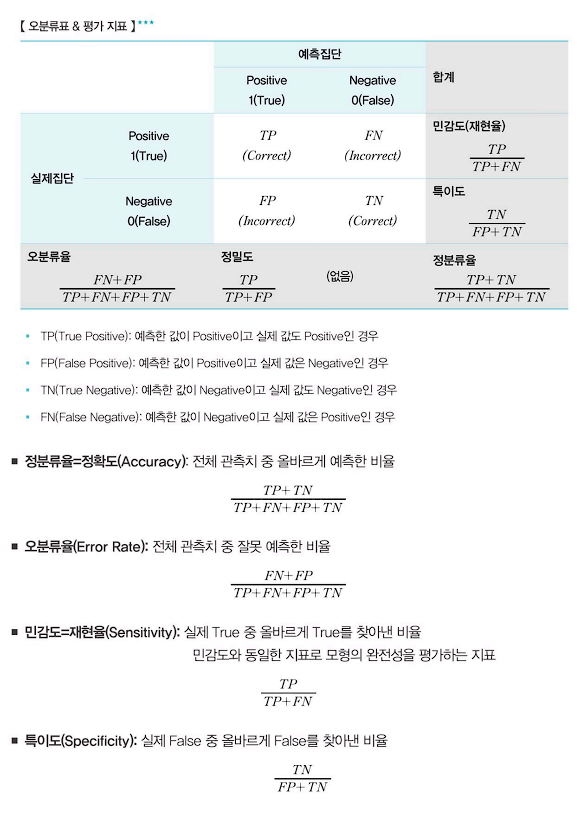 【 오분류표 & 평가 지표 】★★★
예측집단
Positive
1(True)
Negative
0(False)
합계
실제집단
Positive
1(True)
TP
(Correct)
FN
(Incorrect)
민감도(재현율)
TP
TP+FN
Negative
0(False)
FP
(Incorrect)
TN
(Correct)
특이도
TN
FP+TN
오분류율
FN+FP
TP+FN+FP+TN
정밀도
TP
TP+FP
(없음)
정분류율
TP+TN
TP+FN+FP+TN
• TP(True Positive): 예측한 값이 Positive이고 실제 값도 Positive인 경우
• FP(False Positive): 예측한 값이 Positive이고 실제 값은 Negative인 경우
• TN(True Negative): 예측한 값이 Negative이고 실제 값도 Negative인 경우
• FN(False Negative): 예측한 값이 Negative이고 실제 값은 Positive인 경우
■ 정분류율=정확도(Accuracy): 전체 관측치 중 올바르게 예측한 비율
TP+TN
TP+FN+FP+TN
■ 오분류율(Error Rate): 전체 관측치 중 잘못 예측한 비율
FN+FP
TP+FN+FP+TN
■ 민감도=재현율(Sensitivity): 실제 True 중 올바르게 True를 찾아낸 비율
민감도와 동일한 지표로 모형의 완전성을 평가하는 지표
TP
TP+FN
■ 특이도(Specificity): 실제 False 중 올바르게 False를 찾아낸 비율
TN
FP+TN